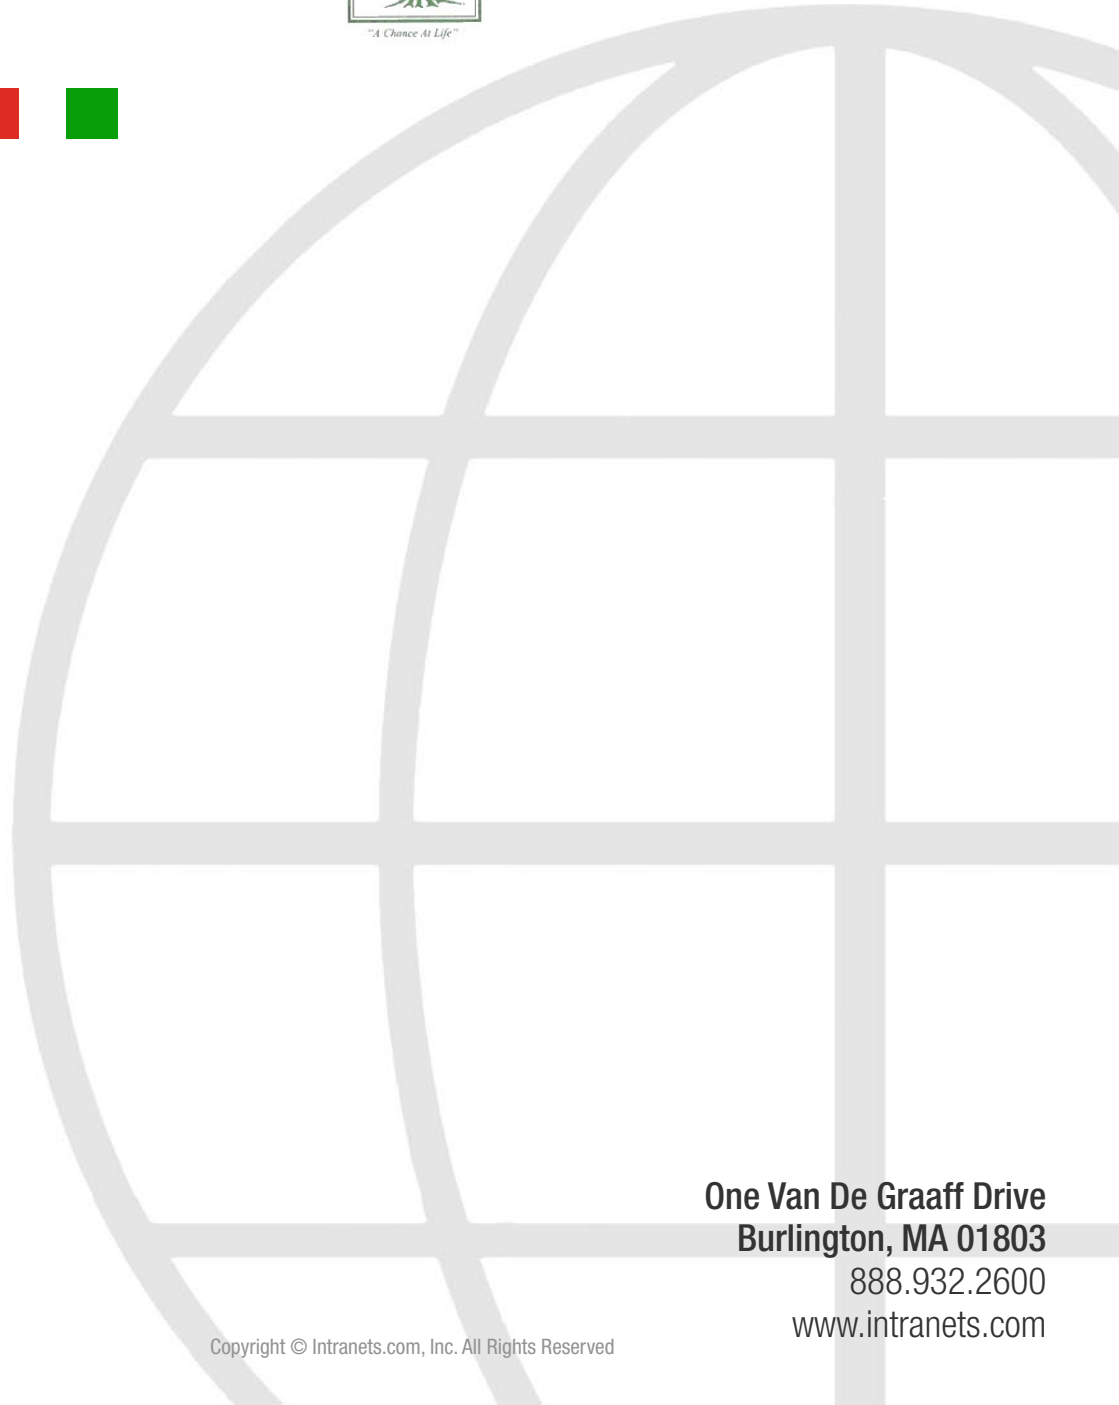 "A Chance At Life"
One Van De Graaff Drive
Burlington, MA 01803
888.932.2600
www.intranets.com
Copyright © Intranets.com, Inc. All Rights Reserved